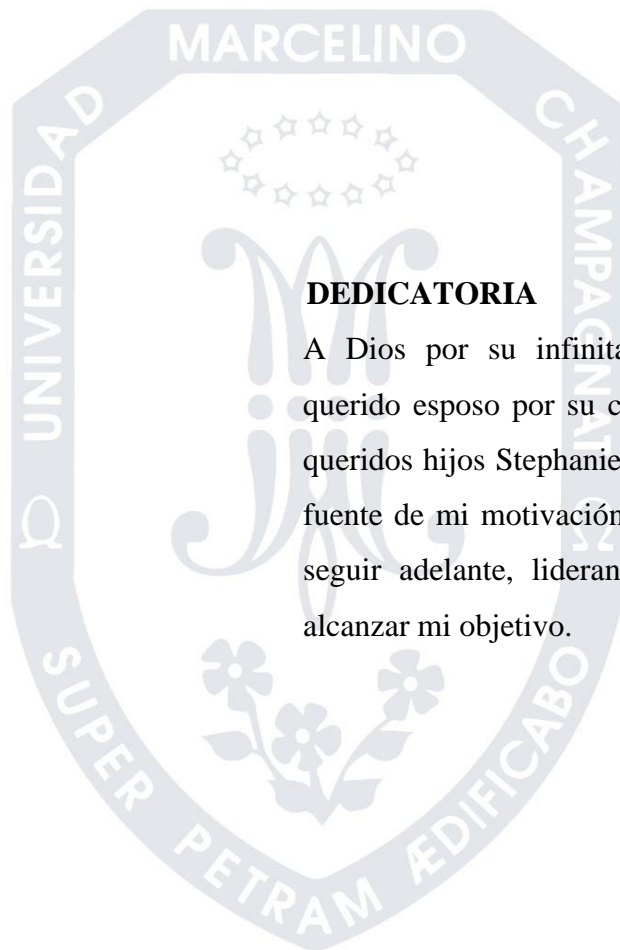 MARCELINO
UNIVERSIDAD
CHAMPAGNAT
DEDICATORIA
A Dios por su infinita
querido esposo por su
queridos hijos Stephanie
fuente de mi motivación
seguir adelante,
alcanzar mi objetivo.
SUPER PETRAM ÆDIFICABO